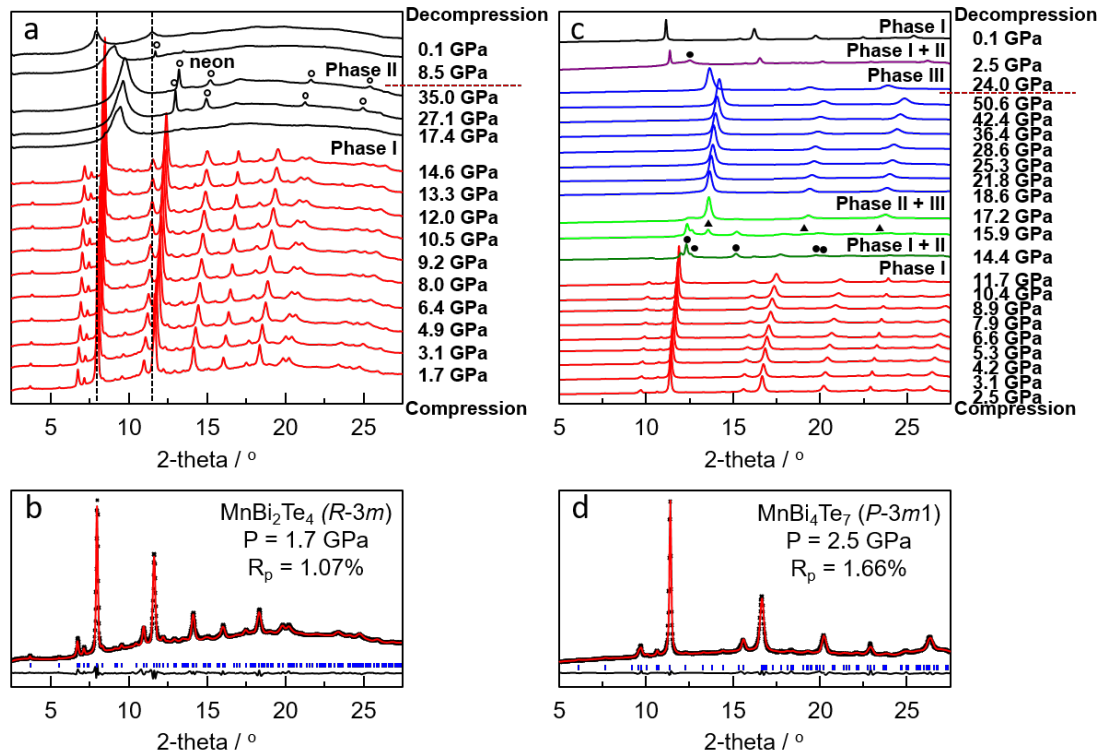 a
Decompression
0.1 GPa
neon
Phase II
8.5 GPa
35.0 GPa
27.1 GPa
17.4 GPa
Phase I
14.6 GPa
13.3 GPa
12.0 GPa
10.5 GPa
9.2 GPa
8.0 GPa
6.4 GPa
4.9 GPa
3.1 GPa
1.7 GPa
Compression
5 10 15 20 25
2-theta / °
c
Phase I
Decompression
0.1 GPa
Phase I + II
2.5 GPa
Phase III
24.0 GPa
50.6 GPa
42.4 GPa
36.4 GPa
28.6 GPa
25.3 GPa
21.8 GPa
18.6 GPa
Phase II + III
17.2 GPa
15.9 GPa
Phase I + II
14.4 GPa
Phase I
11.7 GPa
10.4 GPa
8.9 GPa
7.9 GPa
6.6 GPa
5.3 GPa
4.2 GPa
3.1 GPa
2.5 GPa
Compression
5 10 15 20 25
2-theta / °
b
MnBi₂Te₄ (R-3m)
P = 1.7 GPa
Rₚ = 1.07%
5 10 15 20 25
2-theta / °
d
MnBi₄Te₇ (P-3m1)
P = 2.5 GPa
Rₚ = 1.66%
5 10 15 20 25
2-theta / °